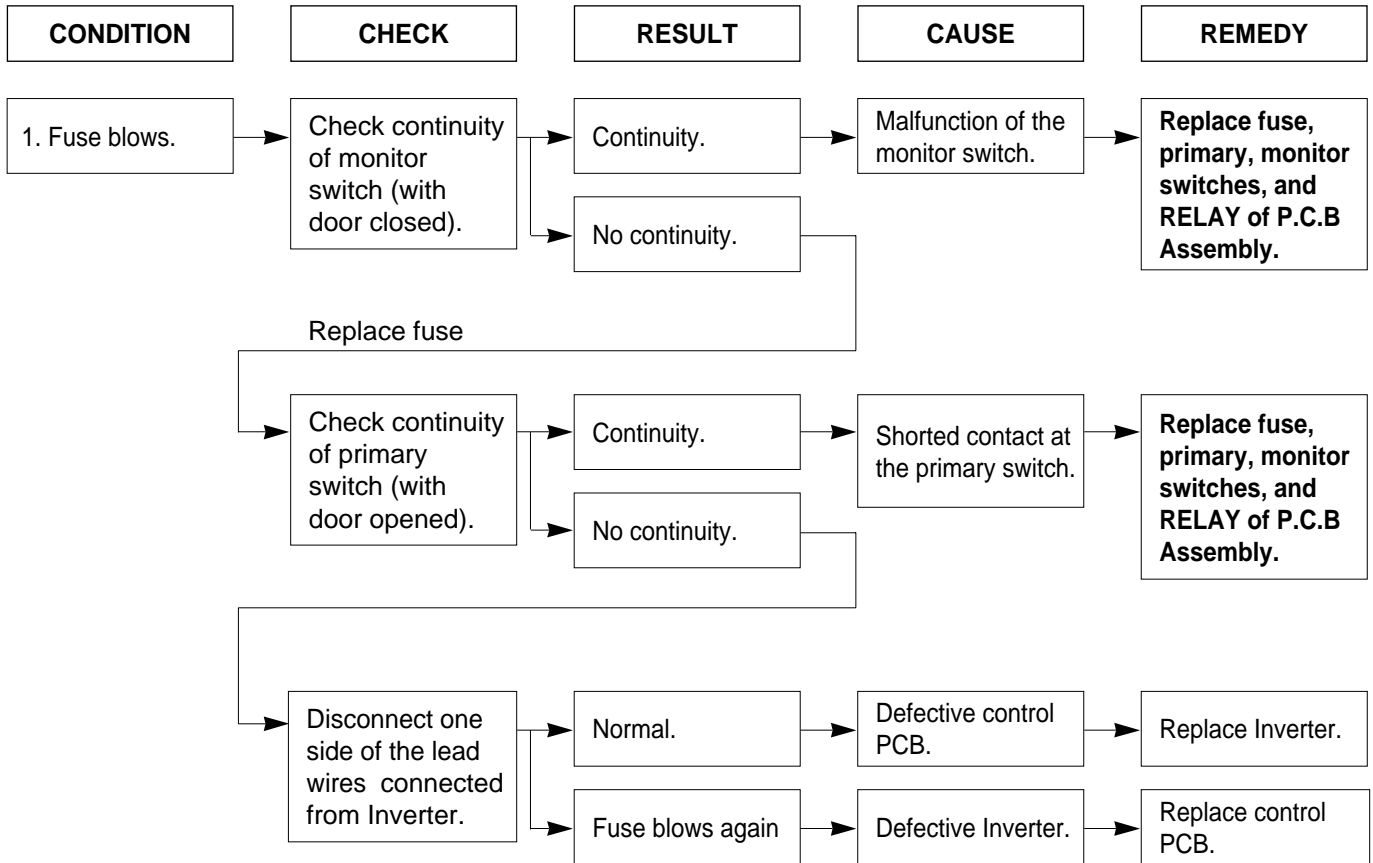 CONDITION
CHECK
RESULT
CAUSE
REMEDY
1. Fuse blows.
Check continuity
of monitor
switch (with
door closed).
Continuity.
Malfunction of the
monitor switch.
Replace fuse,
primary, monitor
switches, and
RELAY of P.C.B
Assembly.
No continuity.
Replace fuse
Check continuity
of primary
switch (with
door opened).
Continuity.
Shorted contact at
the primary switch.
Replace fuse,
primary, monitor
switches, and
RELAY of P.C.B
Assembly.
No continuity.
Disconnect one
side of the lead
wires connected
from Inverter.
Normal.
Defective control
PCB.
Replace Inverter.
Fuse blows again
Defective Inverter.
Replace control
PCB.